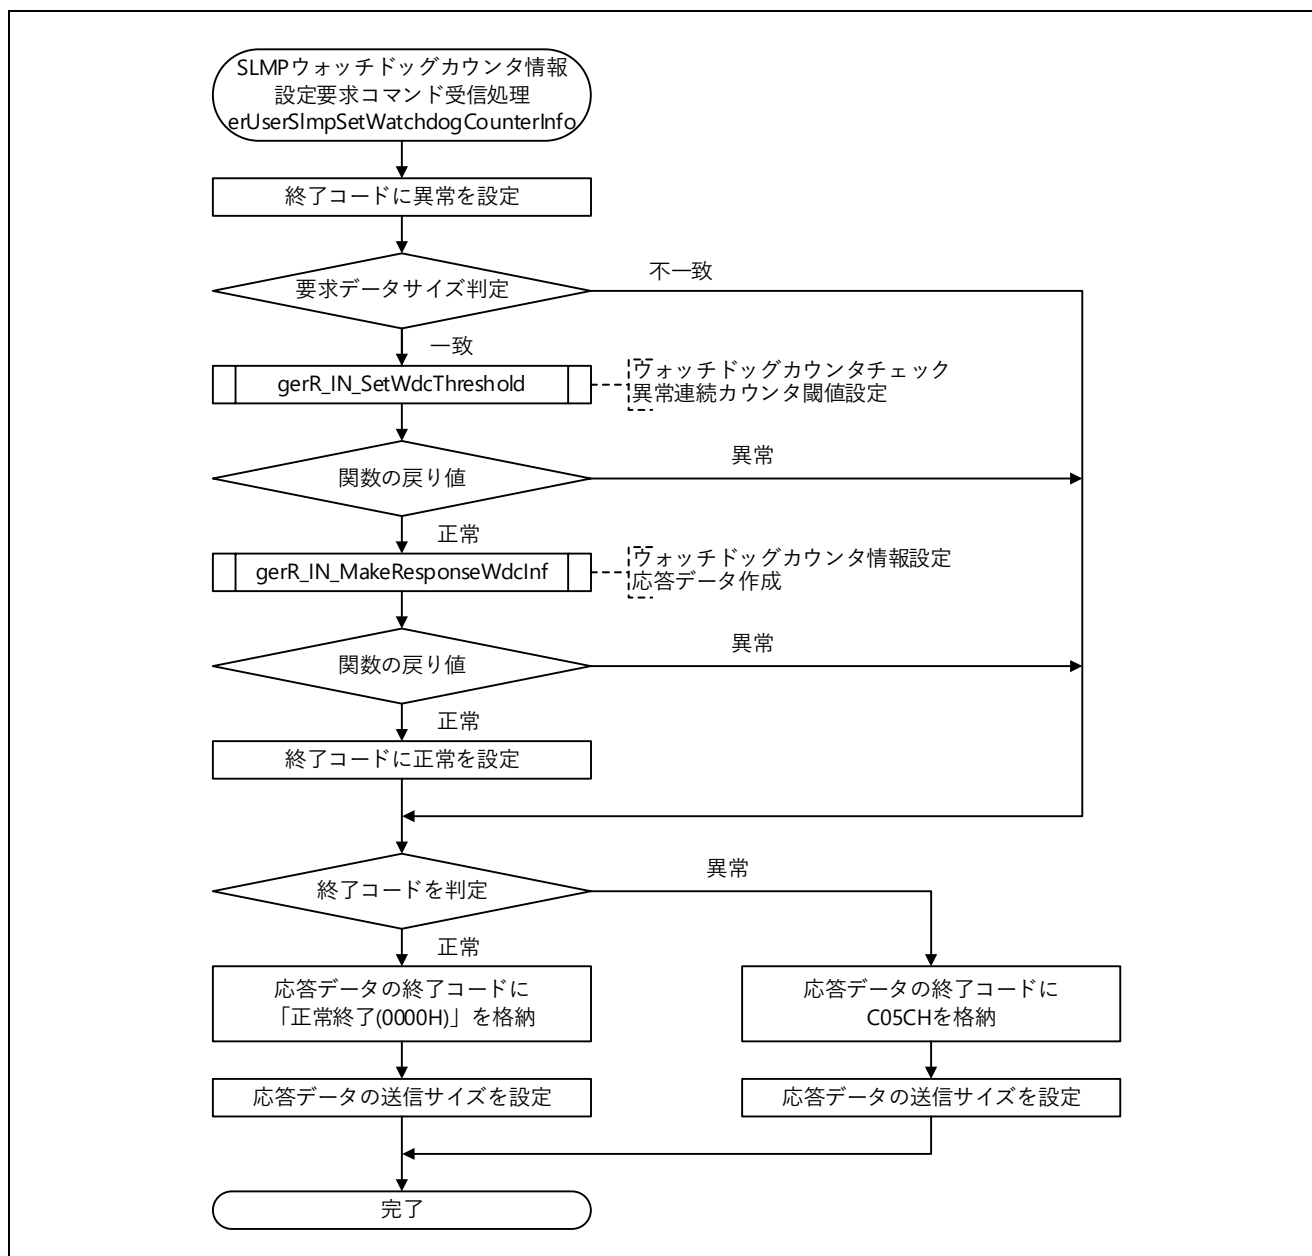 SLMPウォッチドッグカウンタ情報
設定要求コマンド受信処理
erUserSlmpSetWatchdogCounterInfo
終了コードに異常を設定
要求データサイズ判定
不一致
一致
gerR_IN_SetWdcThreshold
ウォッチドッグカウンタチェック
異常連続カウンタ閾値設定
関数の戻り値
異常
正常
gerR_IN_MakeResponseWdcInf
ウォッチドッグカウンタ情報設定
応答データ作成
関数の戻り値
異常
正常
終了コードに正常を設定
終了コードを判定
異常
正常
応答データの終了コードに
「正常終了(0000H)」を格納
応答データの終了コードに
C05CHを格納
応答データの送信サイズを設定
応答データの送信サイズを設定
完了